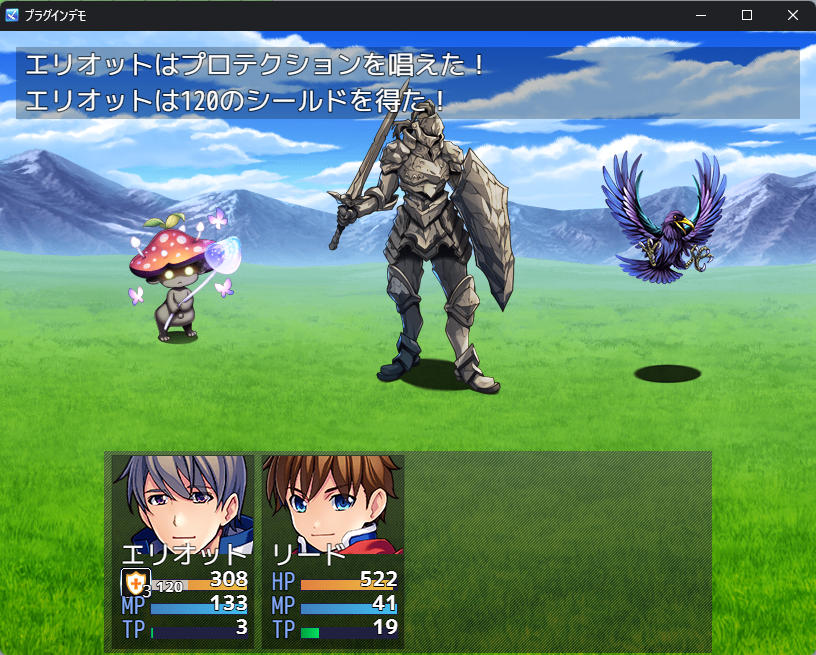 プラグインデモ
エリオットはプロテクションを唱えた！
エリオットは120のシールドを得た！
エリオット
リード
3 120 308
HP 522
MP 133
MP 41
TP 3
TP 19